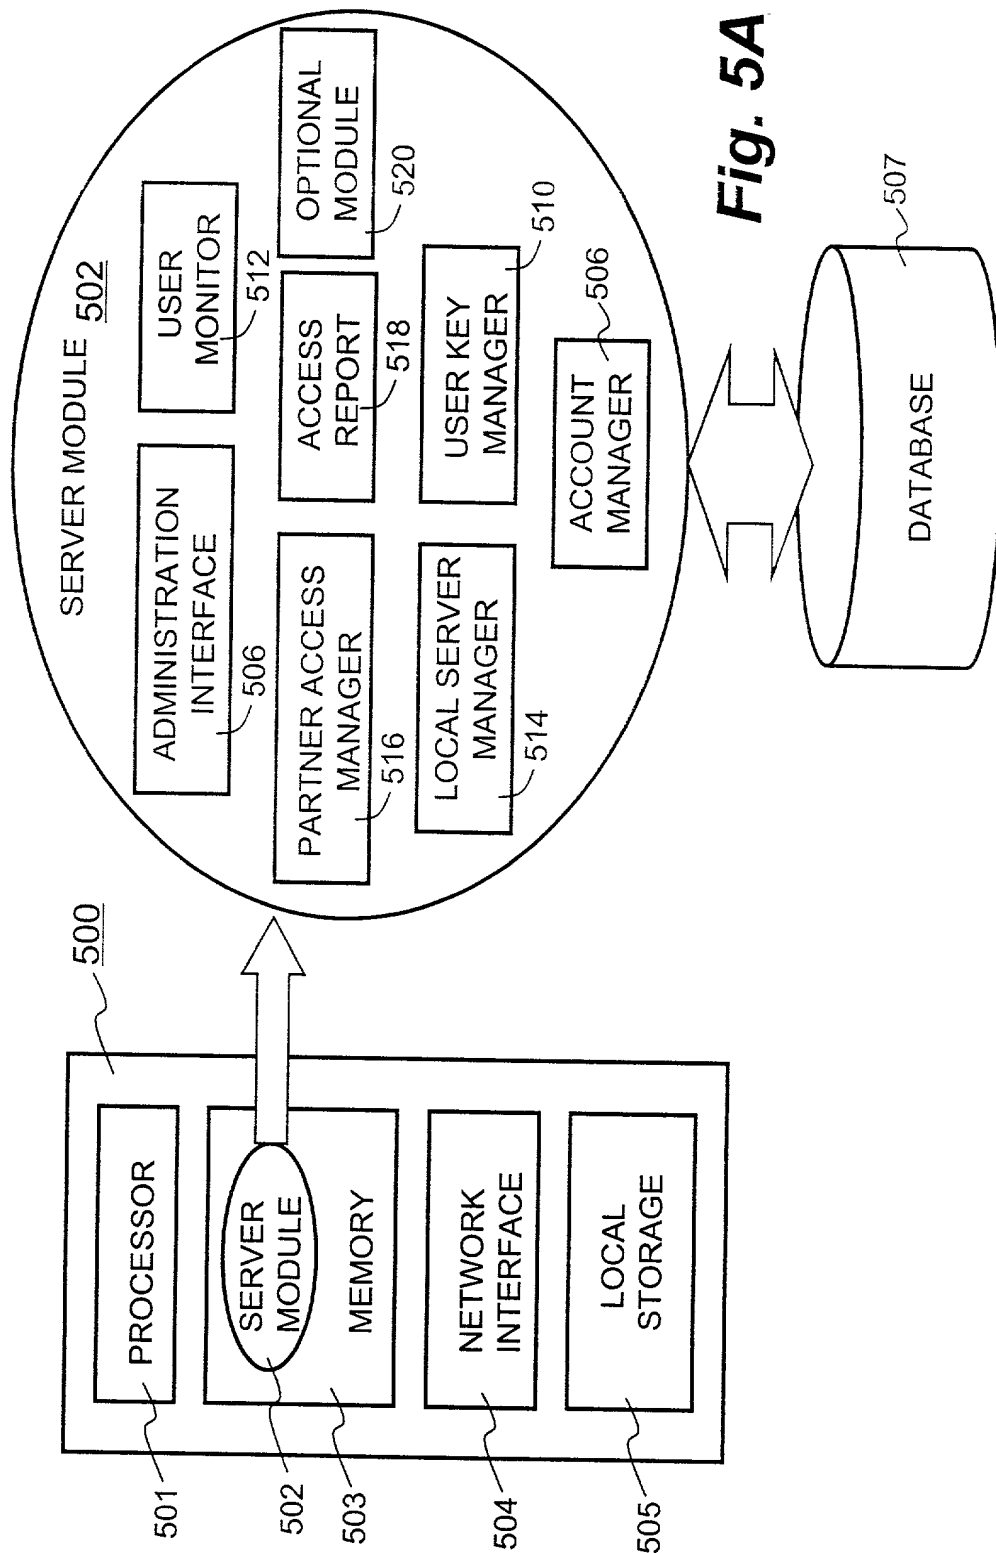 500
PROCESSOR
501
SERVER
MODULE
502
MEMORY
503
NETWORK
INTERFACE
504
LOCAL
STORAGE
505
SERVER MODULE 502
ADMINISTRATION
INTERFACE
506
USER
MONITOR
512
PARTNER ACCESS
MANAGER
516
ACCESS
REPORT
518
OPTIONAL
MODULE
520
LOCAL SERVER
MANAGER
514
USER KEY
MANAGER
510
ACCOUNT
MANAGER
506
DATABASE
507
Fig. 5A